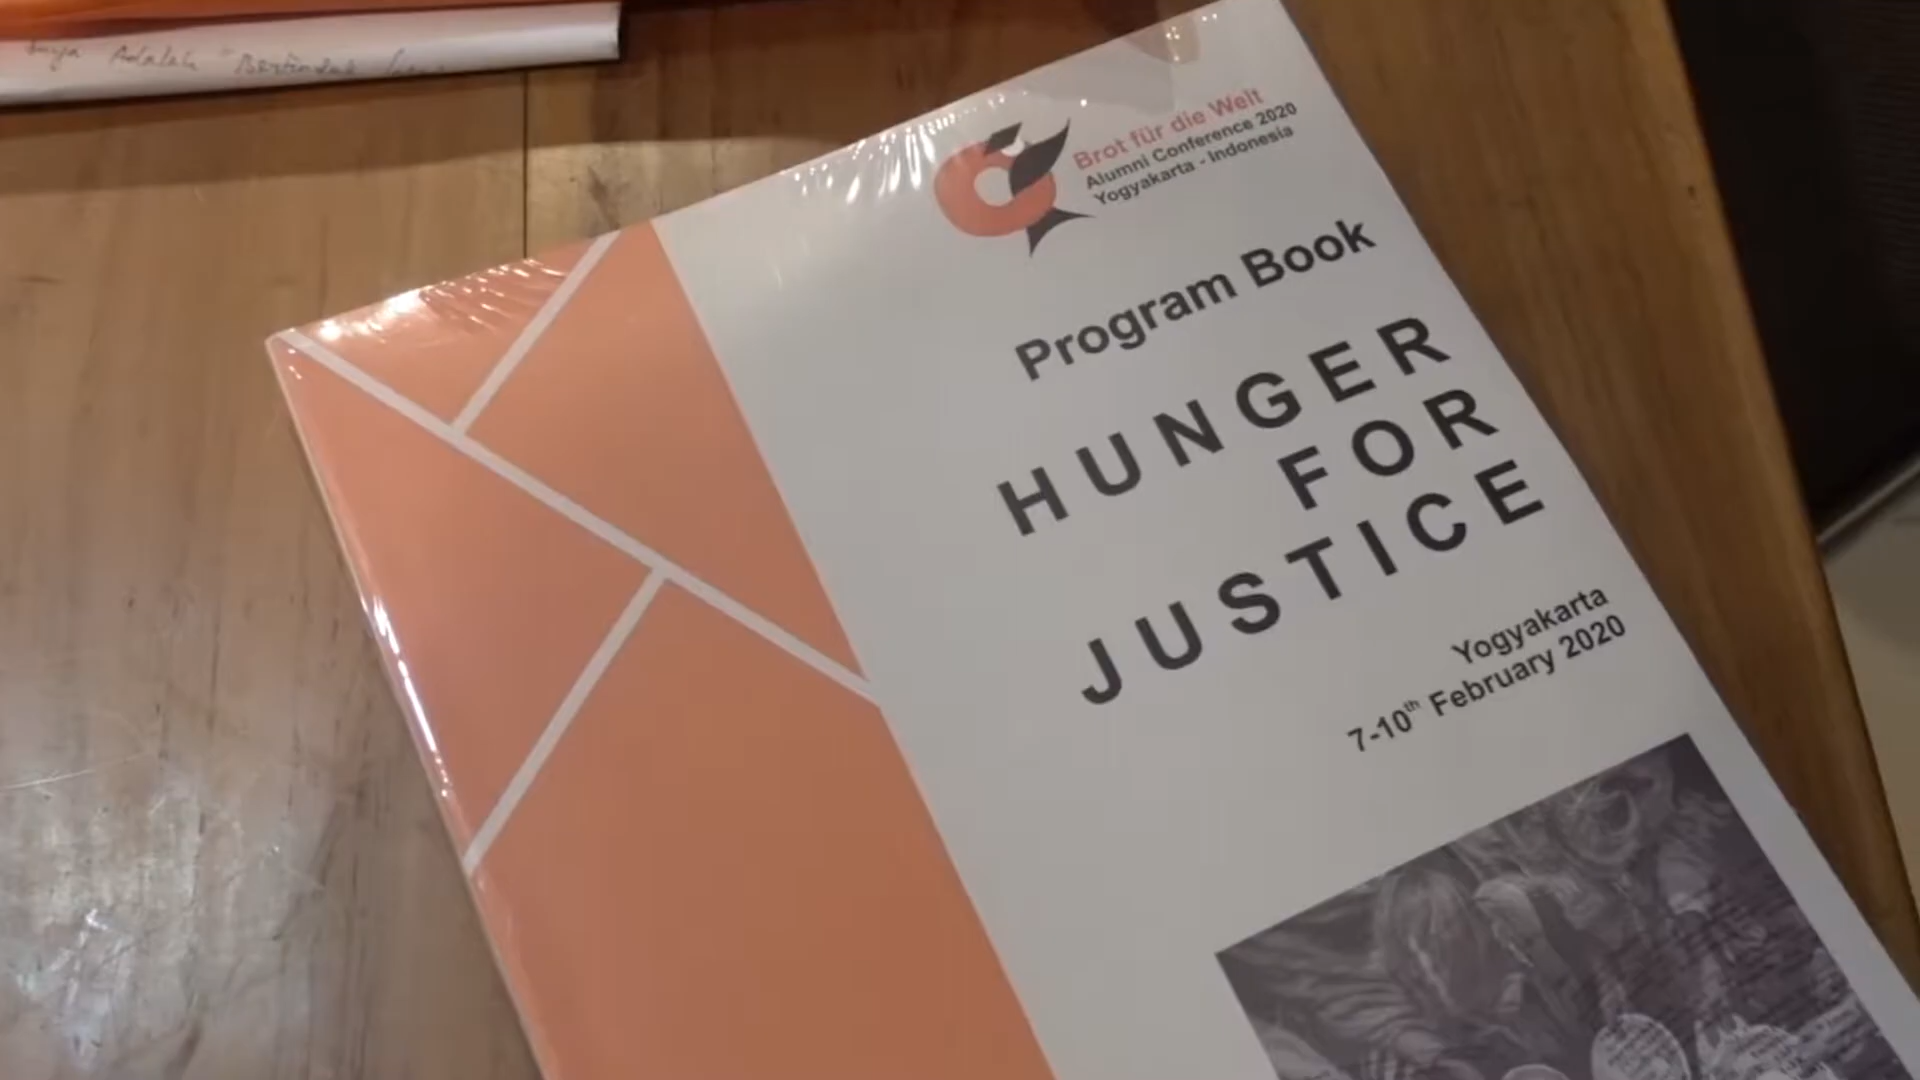 Adalah
Brot für die Welt
Alumni Conference 2020
Yogyakarta - Indonesia
Program Book
HUNGER
FOR
JUSTICE
Yogyakarta
7-10th February 2020